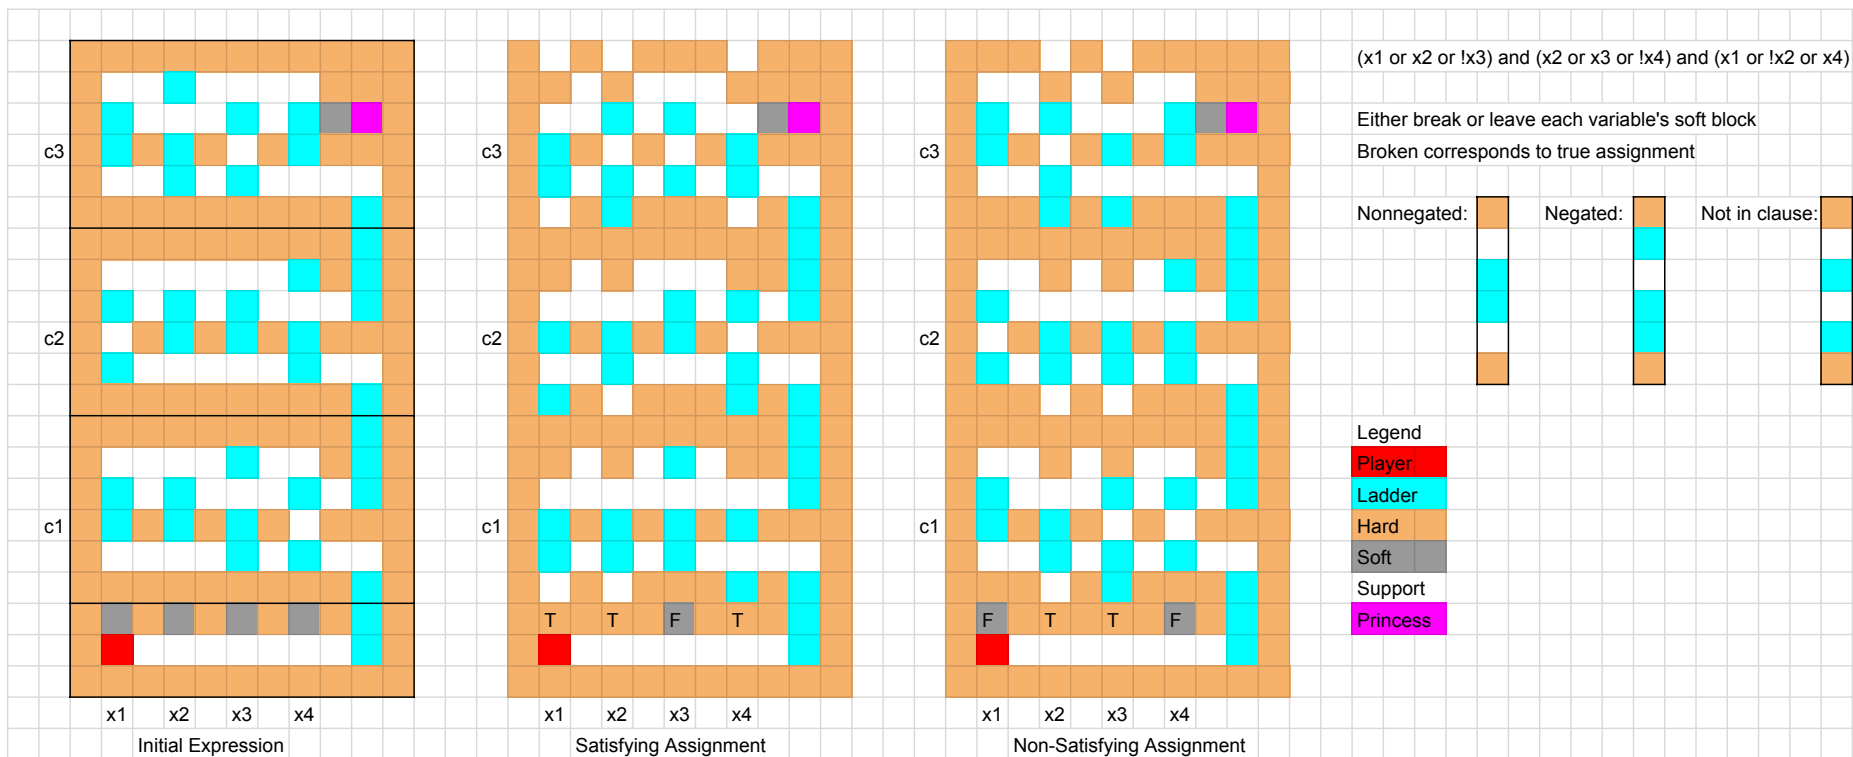 (x1 or x2 or !x3) and (x2 or x3 or !x4) and (x1 or !x2 or x4)
Either break or leave each variable's soft block
c3 c3 c3 Broken corresponds to true assignment
Nonnegated: Negated: Not in clause:
c2 c2 c2
Legend
Player
Ladder
c1 c1 c1 Hard
Soft
Support
T T F T F T T F Princess
x1 x2 x3 x4 x1 x2 x3 x4 x1 x2 x3 x4
Initial Expression Satisfying Assignment Non-Satisfying Assignment